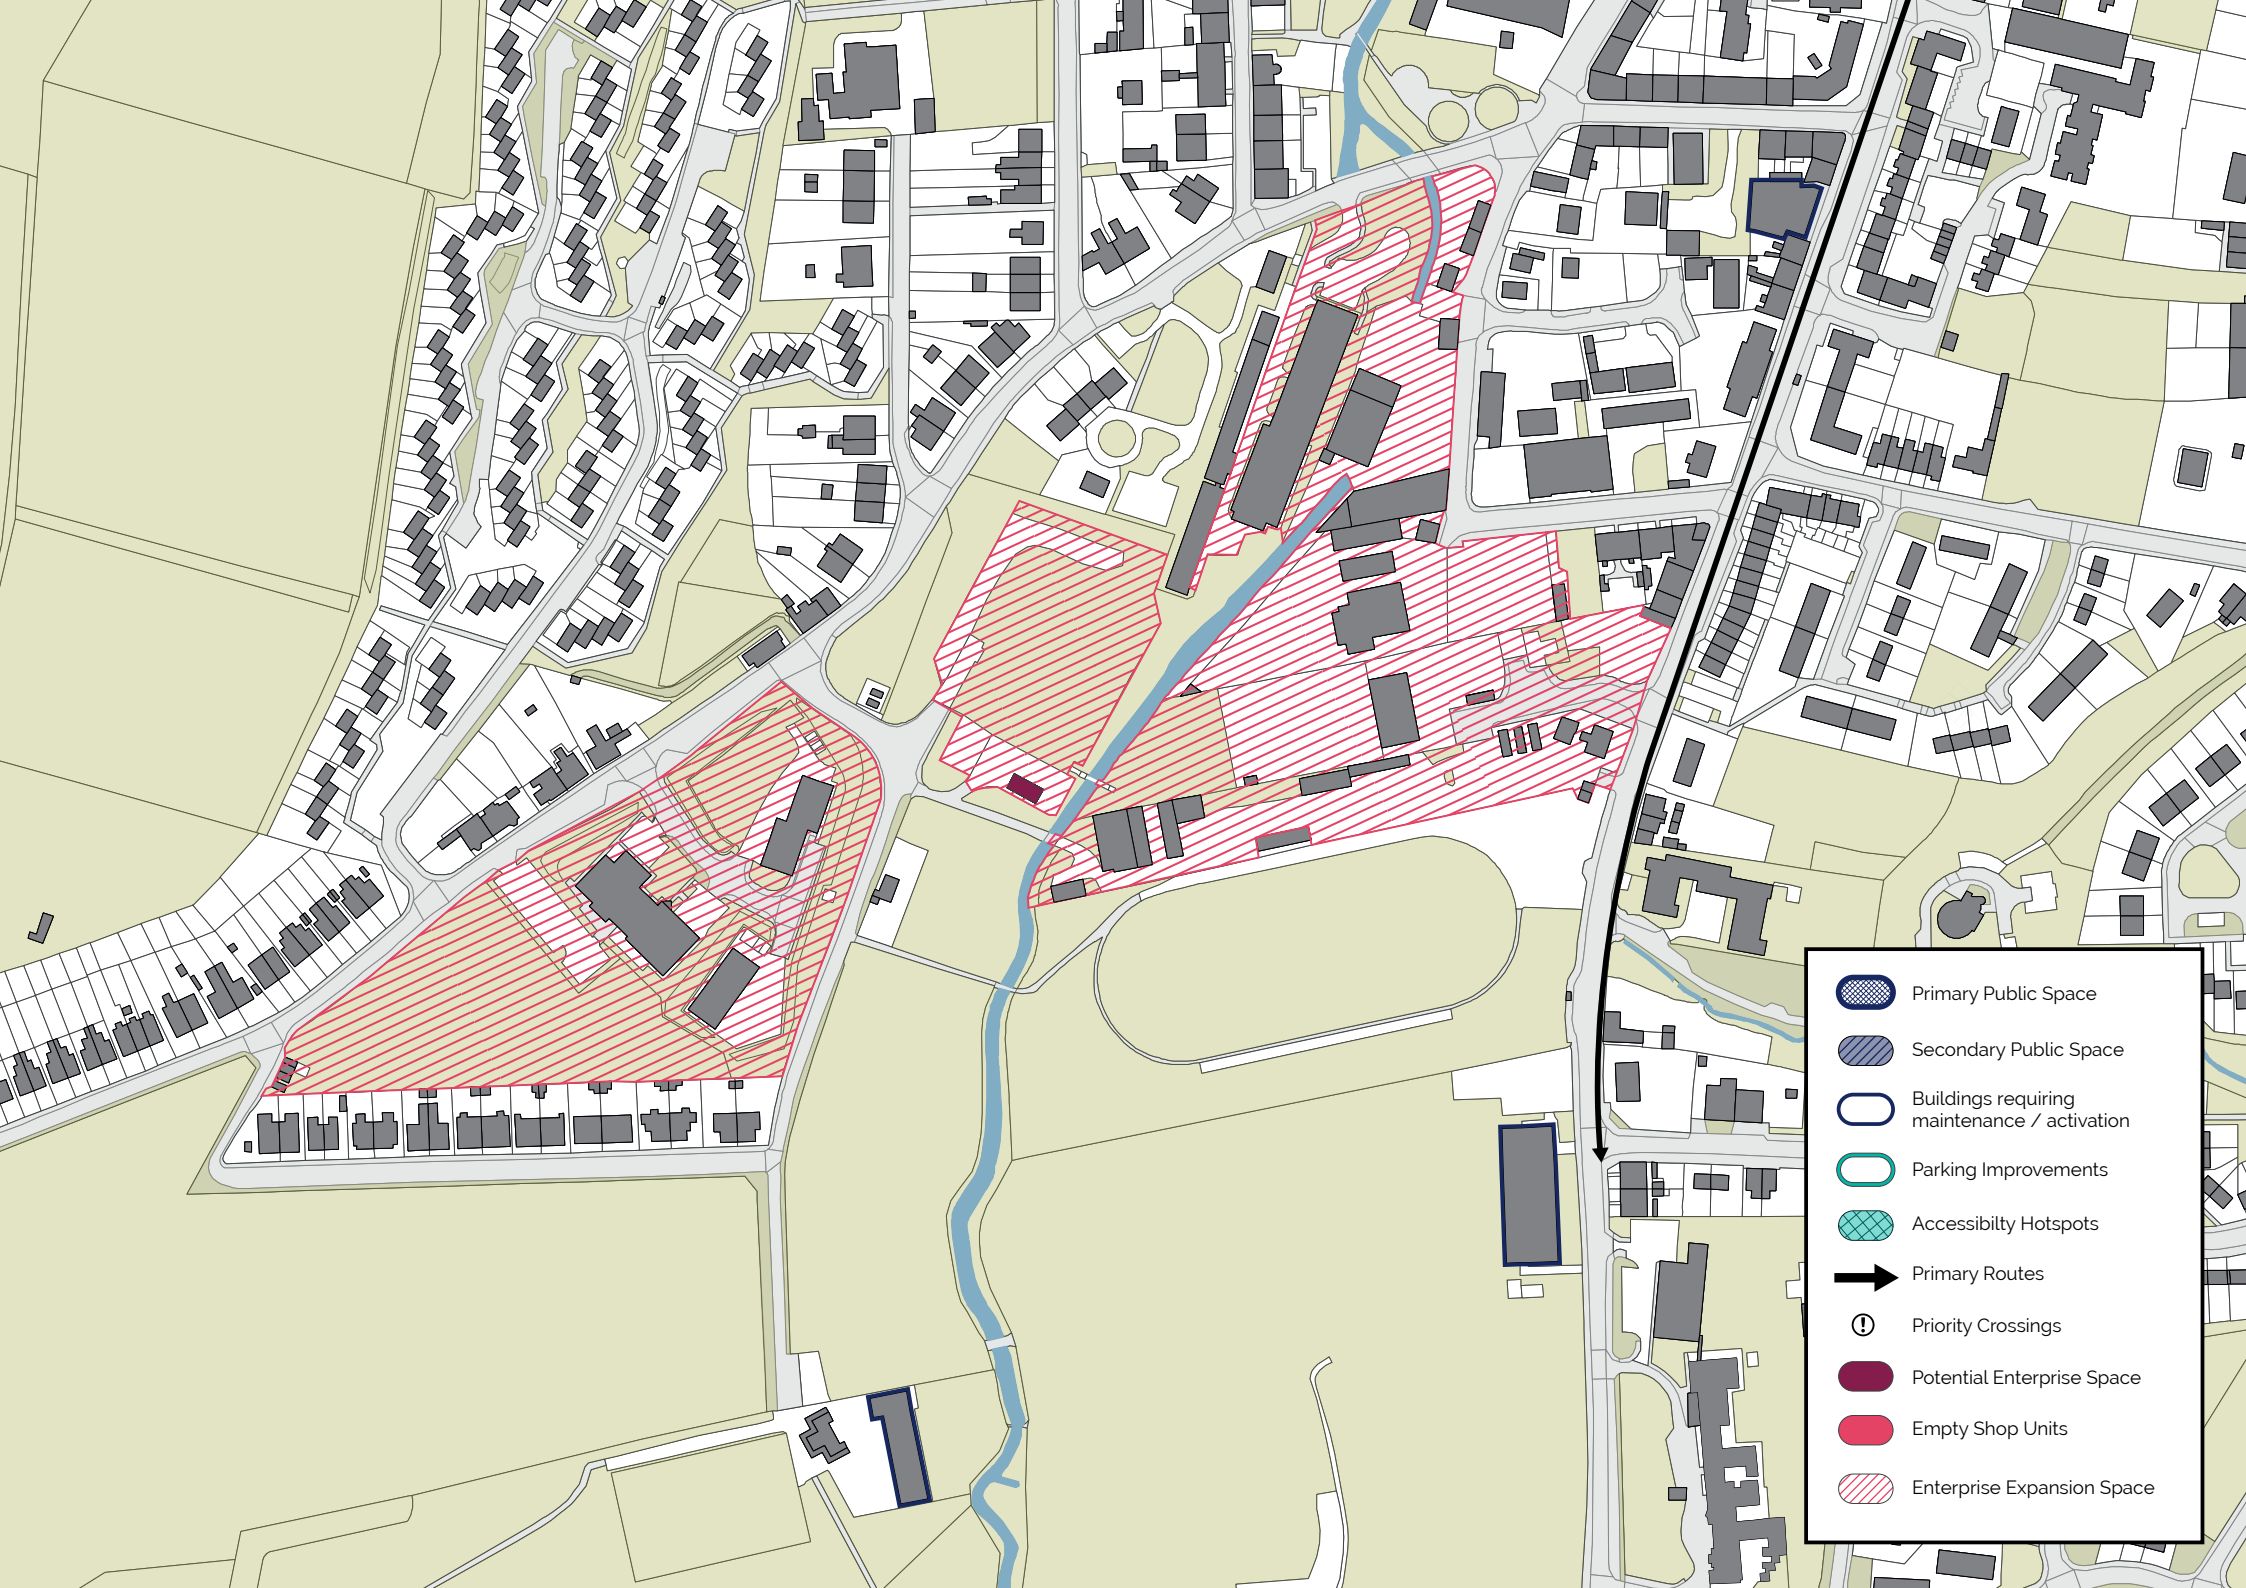 Primary Public Space
Secondary Public Space
Buildings requiring
maintenance / activation
Parking Improvements
Accessibilty Hotspots
Primary Routes
Priority Crossings
Potential Enterprise Space
Empty Shop Units
Enterprise Expansion Space